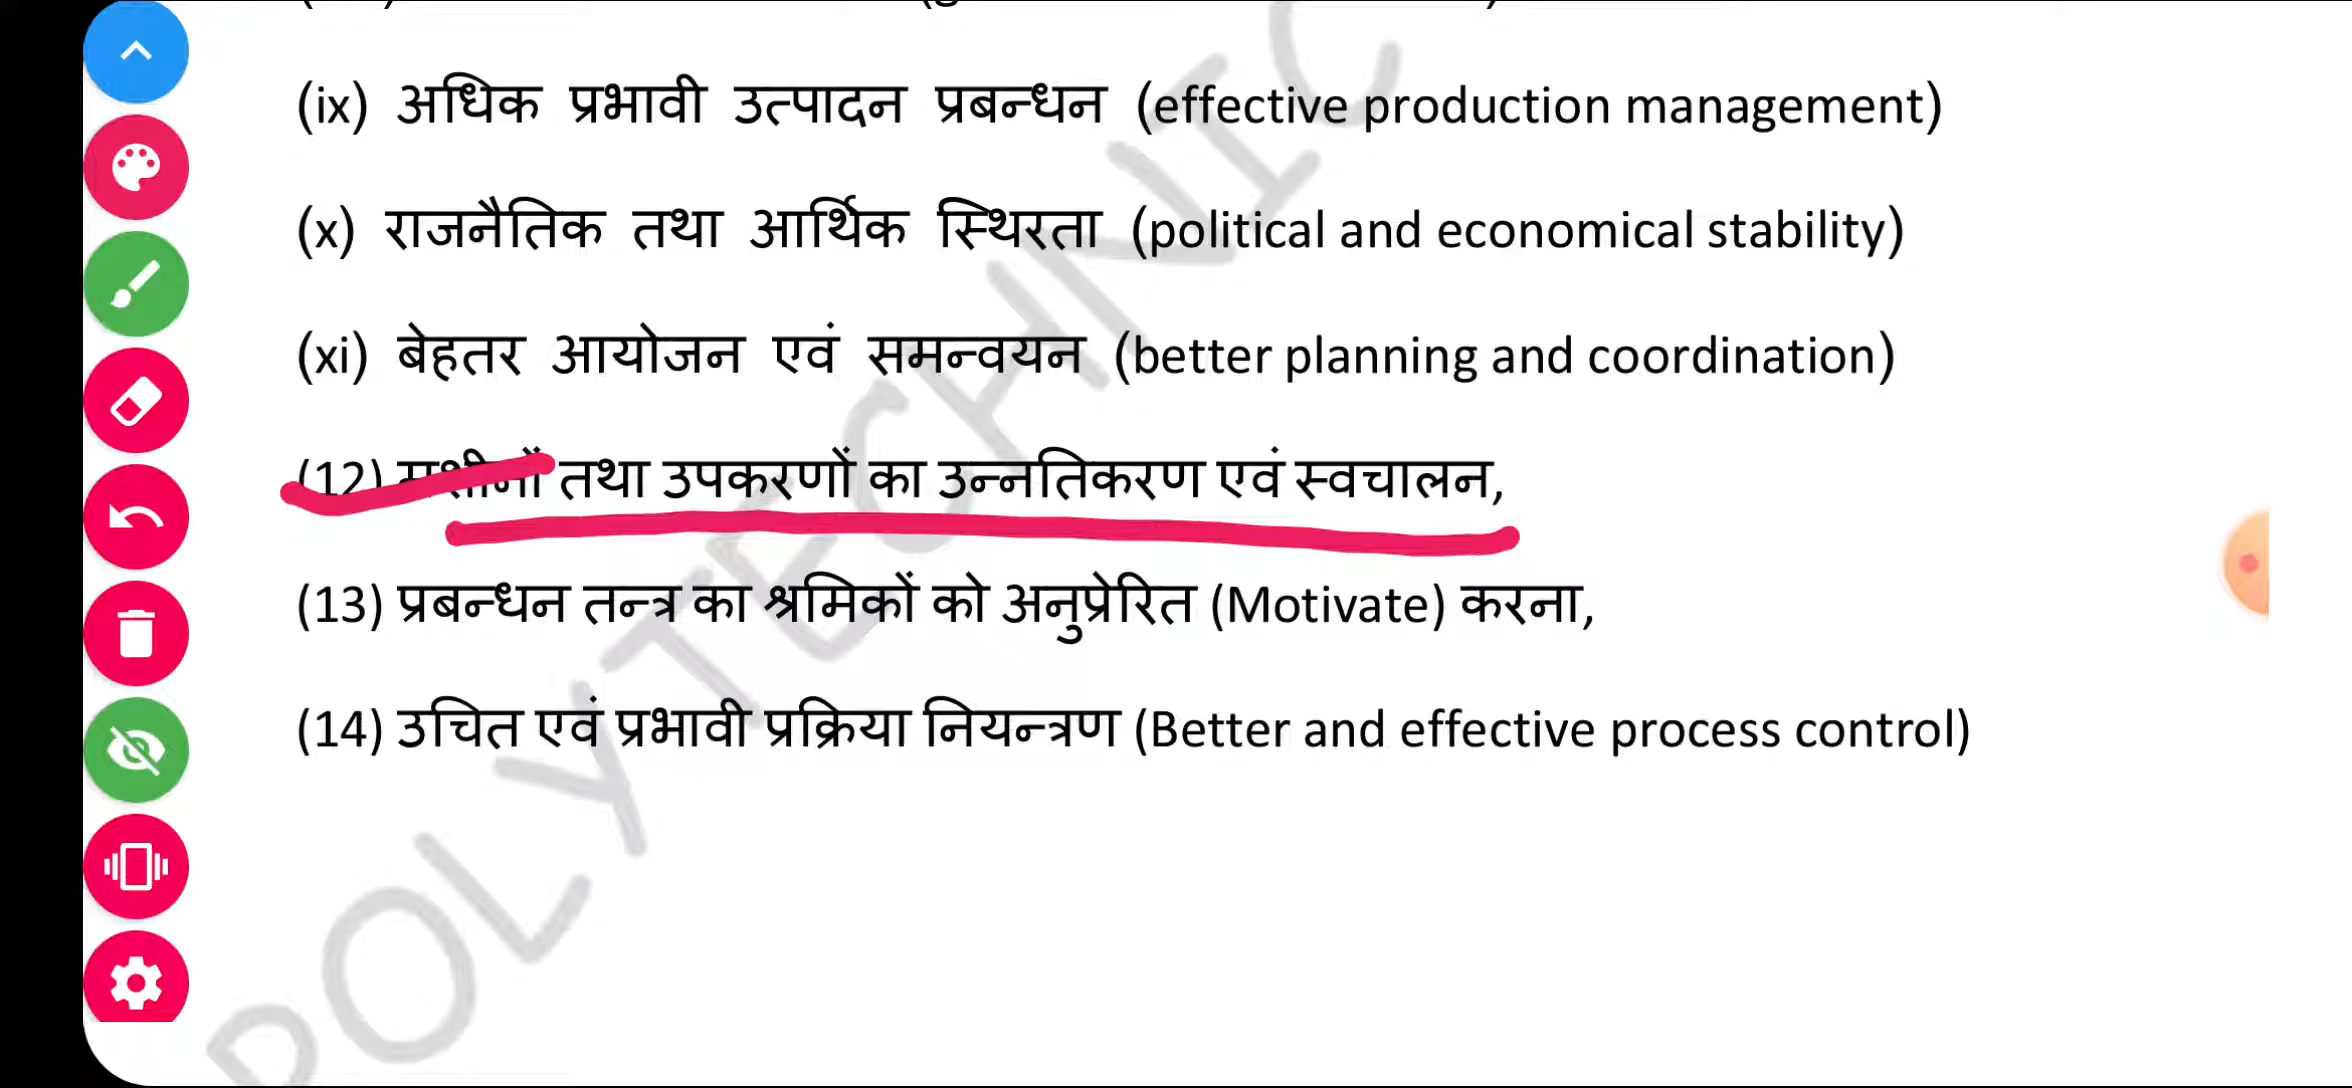 (ix) अधिक प्रभावी उत्पादन प्रबन्धन (effective production management)
(x) राजनैतिक तथा आर्थिक स्थिरता (political and economical stability)
(xi) बेहतर आयोजन एवं समन्वयन (better planning and coordination)
(12) मशीनों तथा उपकरणों का उन्नतिकरण एवं स्वचालन,
(13) प्रबन्धन तन्त्र का श्रमिकों को अनुप्रेरित (Motivate) करना,
(14) उचित एवं प्रभावी प्रक्रिया नियन्त्रण (Better and effective process control)
POLYTECHNIC